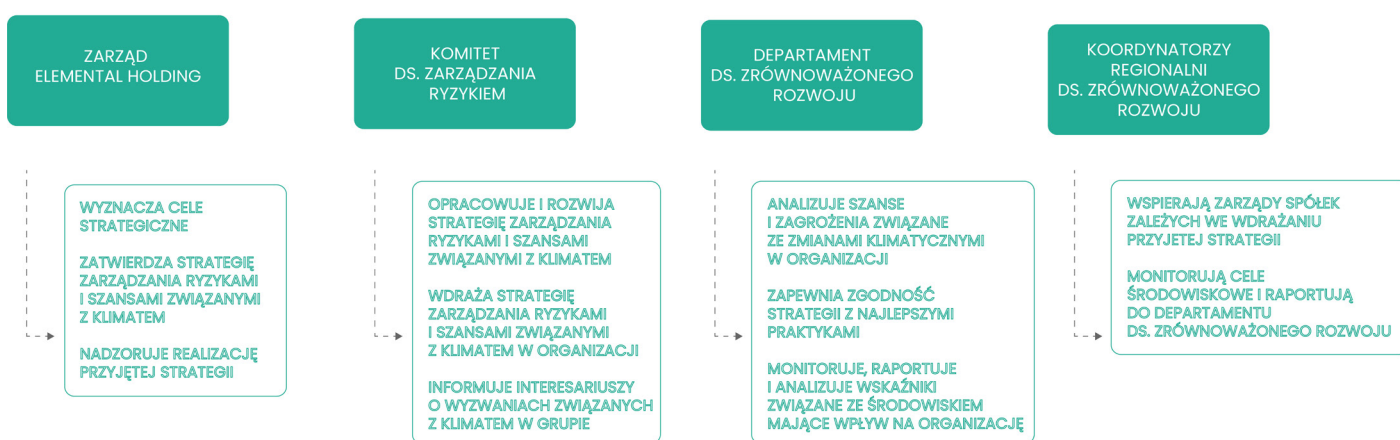 ZARZĄD
ELEMENTAL HOLDING
WYZNACZA CELE
STRATEGICZNE
ZATWIERDZA STRATEGIĘ
ZARZĄDZANIA RYZYKAMI
I SZANSAMI ZWIĄZANYMI
Z KLIMATEM
NADZORUJE REALIZACJĘ
PRZYJĘTEJ STRATEGII
KOMITET
DS. ZARZĄDZANIA
RYZYKIEM
OPRACOWUJE I ROZWIJA
STRATEGIĘ ZARZĄDZANIA
RYZYKAMI I SZANSAMI
ZWIĄZANYMI Z KLIMATEM
WDRAŻA STRATEGIĘ
ZARZĄDZANIA RYZYKAMI
I SZANSAMI ZWIĄZANYMI
Z KLIMATEM W ORGANIZACJI
INFORMUJE INTERESARIUSZY
O WYZWANIACH ZWIĄZANYCH
Z KLIMATEM W GRUPIE
DEPARTAMENT
DS. ZRÓWNOWAŻONEGO
ROZWOJU
ANALIZUJE SZANSE
I ZAGROŻENIA ZWIĄZANE
ZE ZMIANAMI KLIMATYCZNYMI
W ORGANIZACJI
ZAPEWNIA ZGODNOŚĆ
STRATEGII Z NAJLEPSZYMI
PRAKTYKAMI
MONITORUJE, RAPORTUJE
I ANALIZUJE WSKAŹNIKI
ZWIĄZANE ZE ŚRODOWISKIEM
MAJĄCE WPŁYW NA ORGANIZACJĘ
KOORDYNATORZY
REGIONALNI
DS. ZRÓWNOWAŻONEGO
ROZWOJU
WSPIERAJĄ ZARZĄDY SPÓŁEK
ZALEŻYCH WE WDRAŻANIU
PRZYJETEJ STRATEGII
MONITORUJĄ CELE
ŚRODOWISKOWE I RAPORTUJĄ
DO DEPARTAMENTU
DS. ZRÓWNOWAŻONEGO ROZWOJU